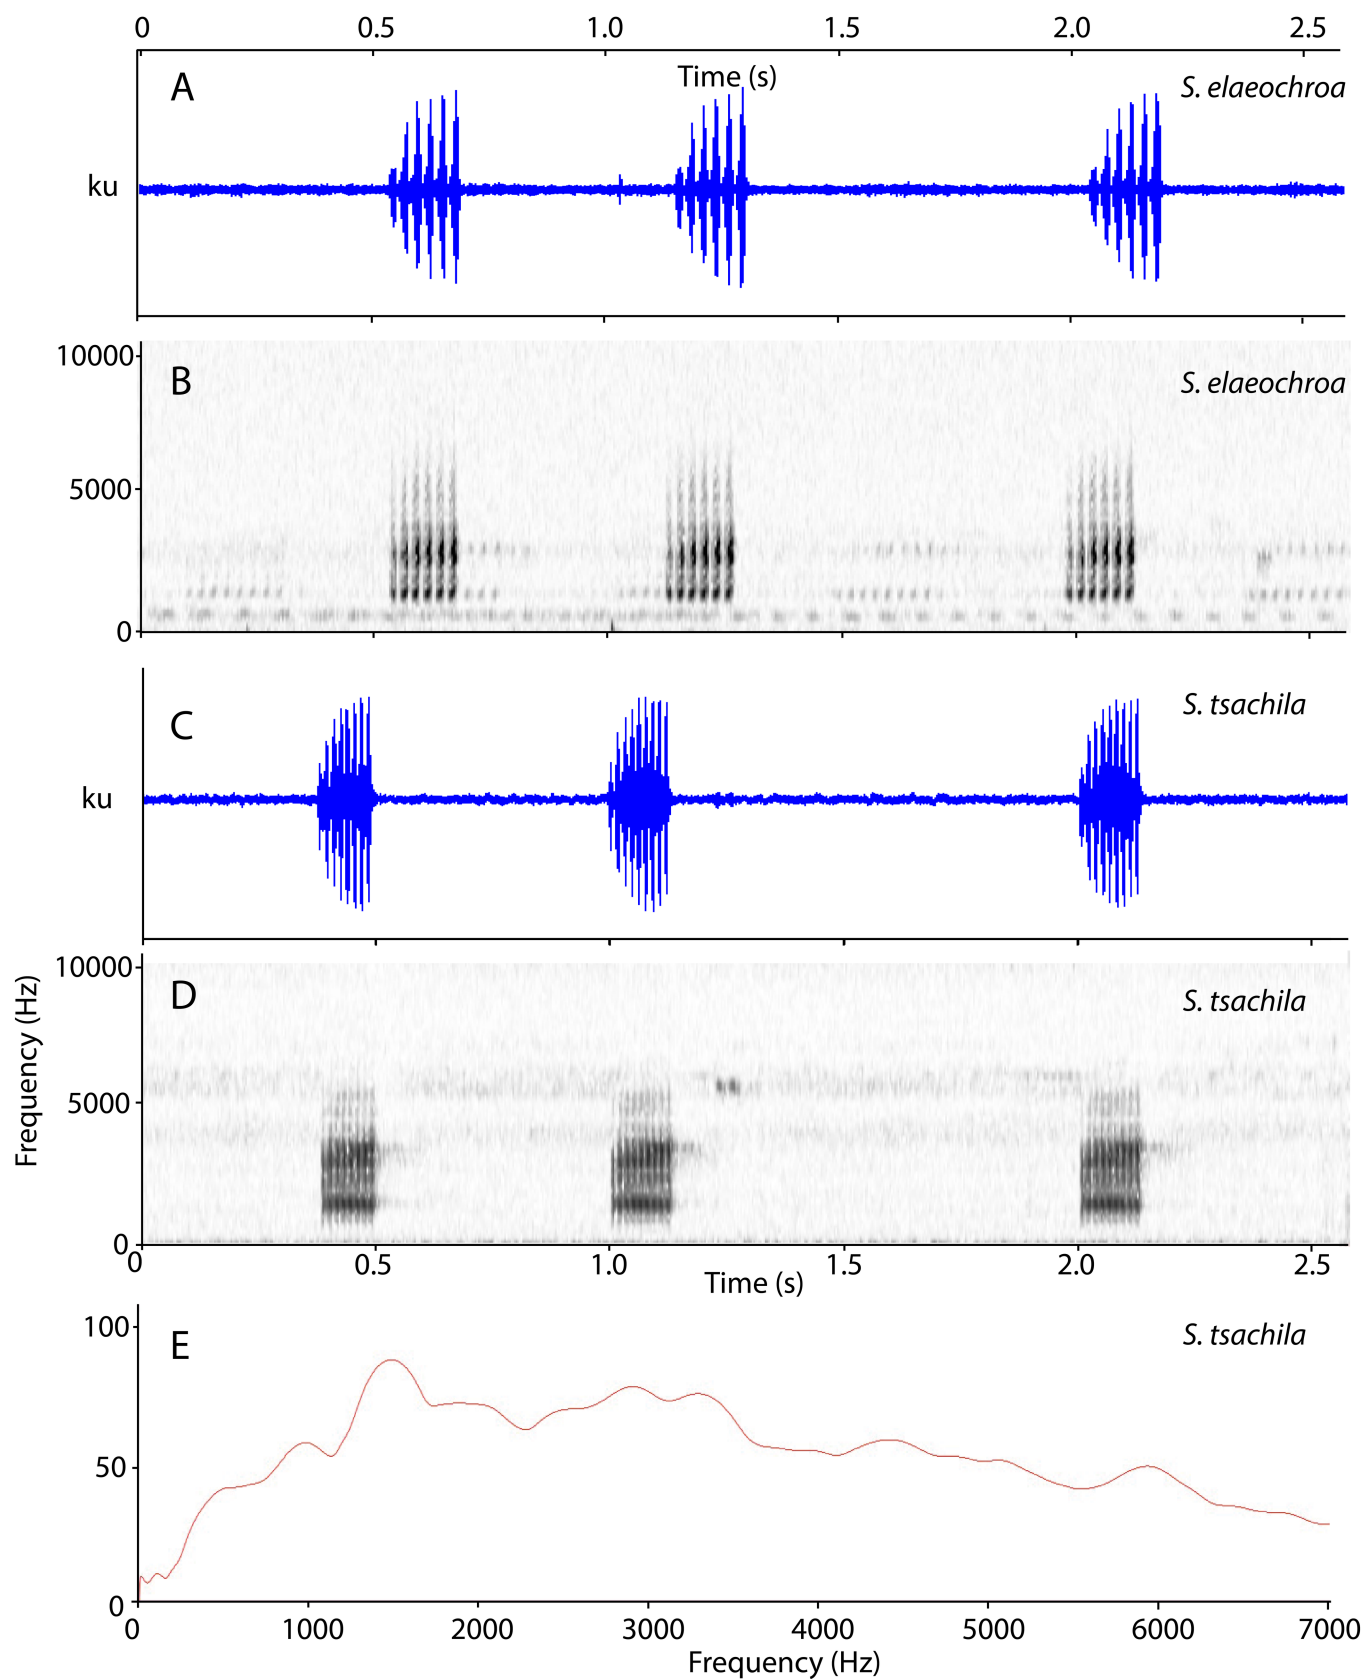 0 0.5 1.0 1.5 2.0 2.5
Time (s)
A
S. elaeochroa
ku
10000
B
S. elaeochroa
5000
0
C
S. tsachila
ku
10000
D
S. tsachila
Frequency (Hz)
5000
0
0 0.5 1.0 1.5 2.0 2.5
Time (s)
100
E
S. tsachila
50
0
0 1000 2000 3000 4000 5000 6000 7000
Frequency (Hz)